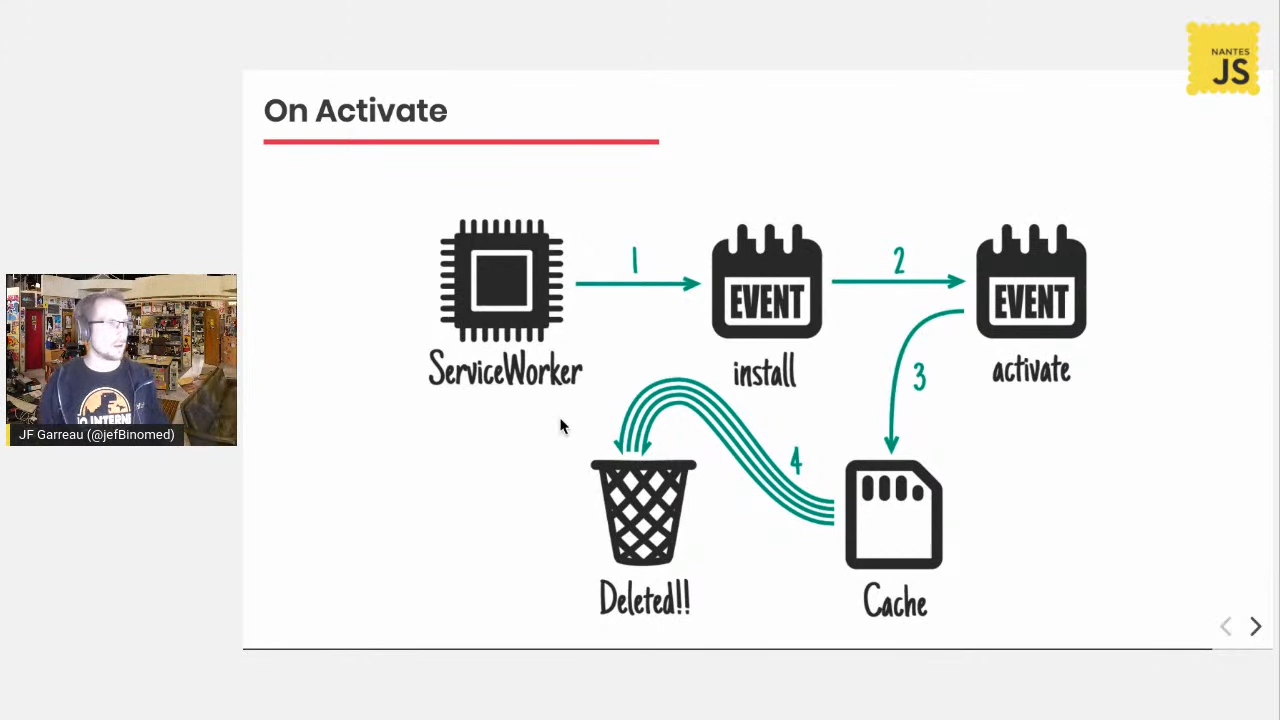 NANTES
JS
On Activate
1
2
EVENT
EVENT
ServiceWorker
install
activate
3
4
Deleted!!
Cache
JF Garreau (@jefBinomed)